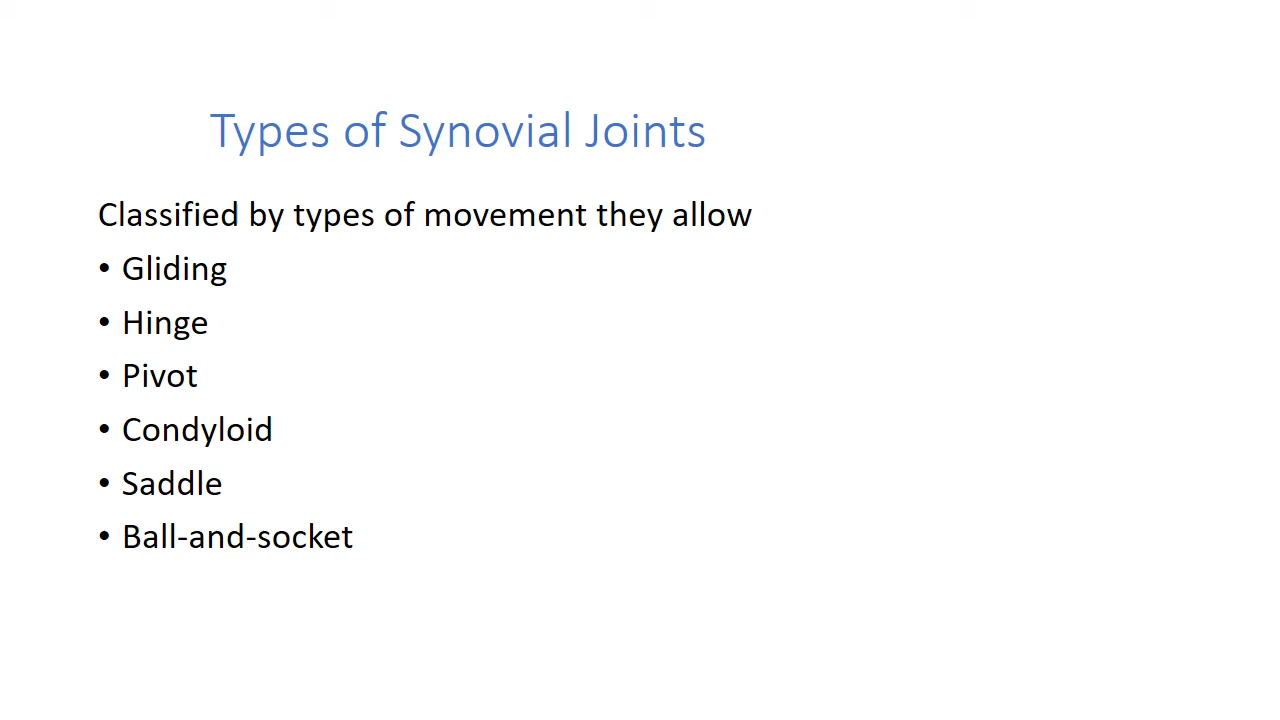 Types of Synovial Joints
Classified by types of movement they allow
• Gliding
• Hinge
• Pivot
• Condyloid
• Saddle
• Ball-and-socket